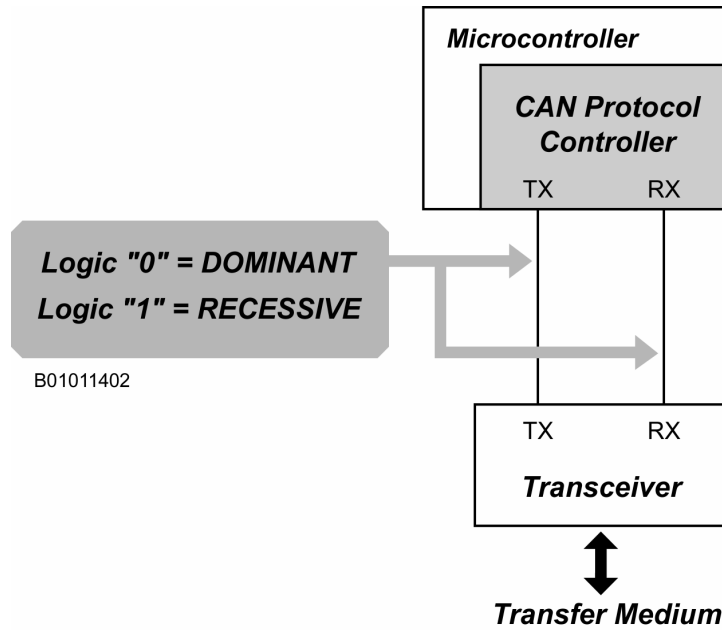 Microcontroller
CAN Protocol
Controller
TX RX
Logic "0" = DOMINANT
Logic "1" = RECESSIVE
B01011402
TX RX
Transceiver
Transfer Medium